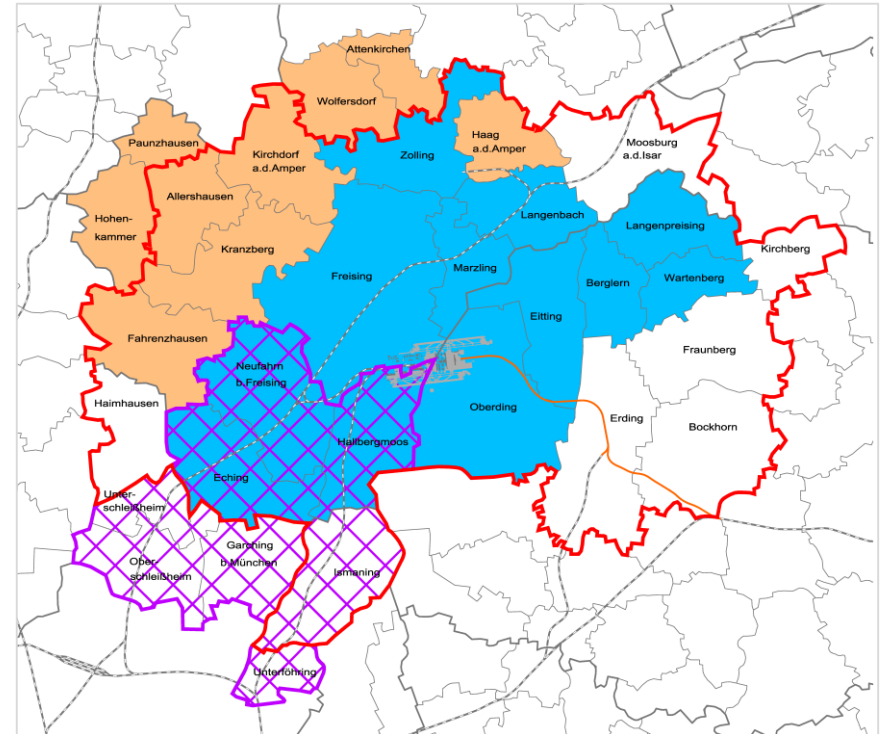 Attenkirchen
Wolfersdorf
Haag
a.d.Amper
Moosburg
a.d.Isar
Paunzhausen
Kirchdorf
a.d.Amper
Zolling
Allershausen
Langenbach
Hohen-
kammer
Langenpreising
Kranzberg
Kirchberg
Freising
Marzling
Berglern
Wartenberg
Eitting
Fahrenzhausen
Fraunberg
Neufahrn
b.Freising
Haimhausen
Oberding
Erding
Bockhorn
Hallbergmoos
Eching
Unter-
schleißheim
Garching
b.München
Ober-
schleißheim
Ismaning
Unterföhring